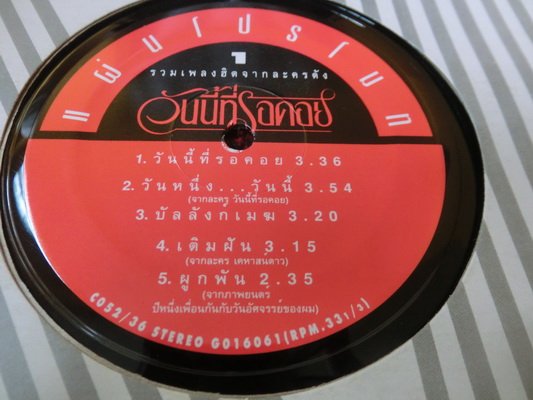 แผ่นโปรโมท
1
รวมเพลงฮิตจากละครดัง
วันนี้ที่รอคอย
1. วันนี้ที่รอคอย 3.36
2. วันหนึ่ง...วันนี้ 3.54
(จากละคร วันนี้ที่รอคอย)
3. บัลลังก์เมฆ 3.20
4. เติมฝัน 3.15
(จากละคร เคหาสน์ดาว)
5. ผูกพัน 2.35
(จากภาพยนตร์
ปีหนึ่งเพื่อนกันกับวันอัศจรรย์ของผม)
C052/36 STEREO G016061(RPM.33 1/3)